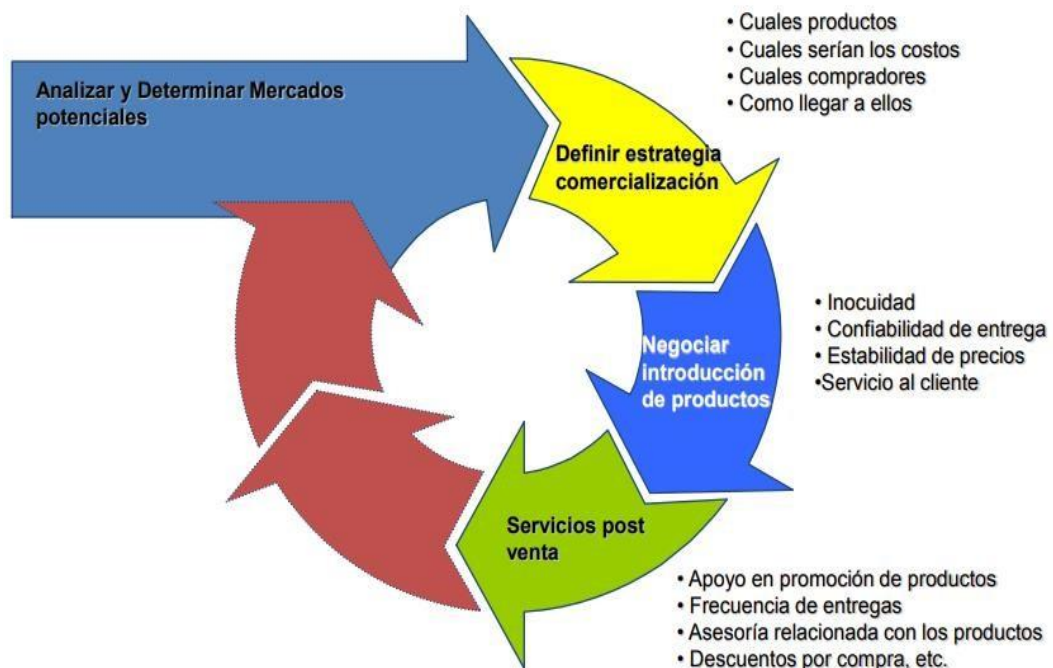 Analizar y Determinar Mercados
potenciales
• Cuales productos
• Cuales serían los costos
• Cuales compradores
• Como llegar a ellos
Definir estrategia
comercialización
Negociar
introducción
de productos
• Inocuidad
• Confiabilidad de entrega
• Estabilidad de precios
•Servicio al cliente
Servicios post
venta
• Apoyo en promoción de productos
• Frecuencia de entregas
• Asesoría relacionada con los productos
• Descuentos por compra, etc.